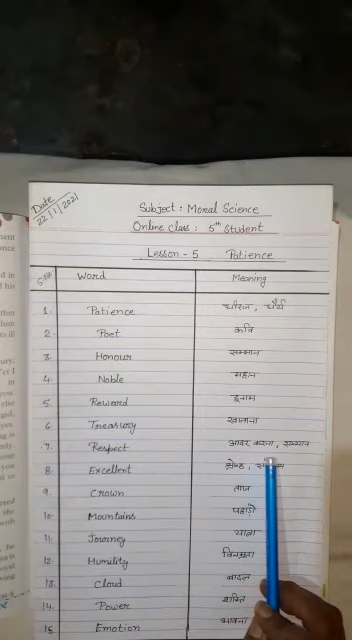 Date
22/1/2021
Subject: Moral Science
Online Class: 5th Student
Lesson-5 Patience
S.No Word Meaning
1. Patience धीरज, धैर्य
2. Poet कवि
3. Honour सम्मान
4. Noble महान
5. Reward ईनाम
6. Treasury खजाना
7. Respect आदर करना, सम्मान
8. Excellent श्रेष्ठ,
9. Crown ताज
10. Mountains पहाड़ी
11. Journey यात्रा
12. Humility विनम्रता
13. Cloud बादल
14. Power शक्ति
15. Emotion भावना